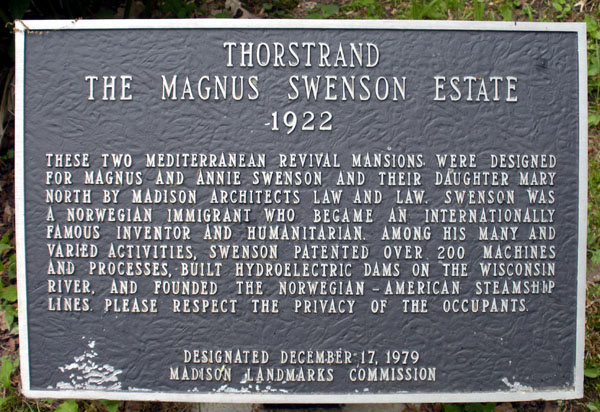 THORSTRAND
THE MAGNUS SWENSON ESTATE
1922
THESE TWO MEDITERRANEAN REVIVAL MANSIONS WERE DESIGNED
FOR MAGNUS AND ANNIE SWENSON AND THEIR DAUGHTER MARY
NORTH BY MADISON ARCHITECTS LAW AND LAW. SWENSON WAS
A NORWEGIAN IMMIGRANT WHO BECAME AN INTERNATIONALLY
FAMOUS INVENTOR AND HUMANITARIAN. AMONG HIS MANY AND
VARIED ACTIVITIES, SWENSON PATENTED OVER 200 MACHINES
AND PROCESSES, BUILT HYDROELECTRIC DAMS ON THE WISCONSIN
RIVER, AND FOUNDED THE NORWEGIAN-AMERICAN STEAMSHIP
LINES. PLEASE RESPECT THE PRIVACY OF THE OCCUPANTS.
DESIGNATED DECEMBER 17, 1979
MADISON LANDMARKS COMMISSION